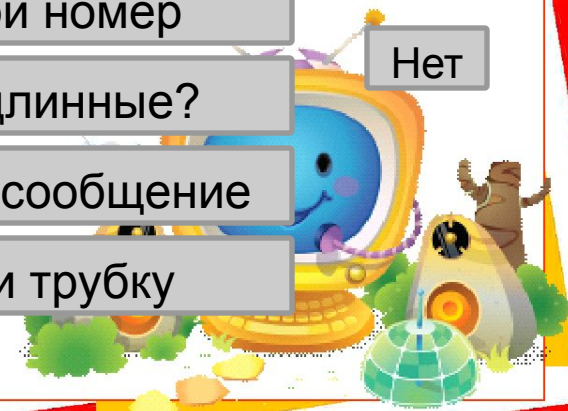 номер
Нет
длинные?
сообщение
и трубку